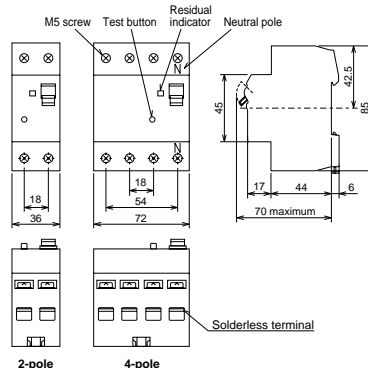 M5 screw Test button Residual indicator Neutral pole
N
N
45
42.5
85
18
36
18
54
72
17 44 6
70 maximum
Solderless terminal
2-pole 4-pole